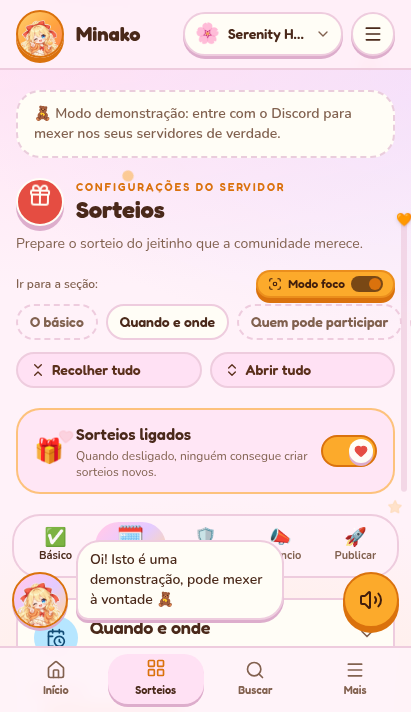 Minako
Serenity H...
Modo demonstração: entre com o Discord para
mexer nos seus servidores de verdade.
CONFIGURAÇÕES DO SERVIDOR
Sorteios
Prepare o sorteio do jeitinho que a comunidade merece.
Ir para a seção:
Modo foco
O básico
Quando e onde
Quem pode participar
Recolher tudo
Abrir tudo
Sorteios ligados
Quando desligado, ninguém consegue criar
sorteios novos.
Básico
Publicar
Oi! Isto é uma
demonstração, pode mexer
à vontade
Quando e onde
Início
Sorteios
Buscar
Mais